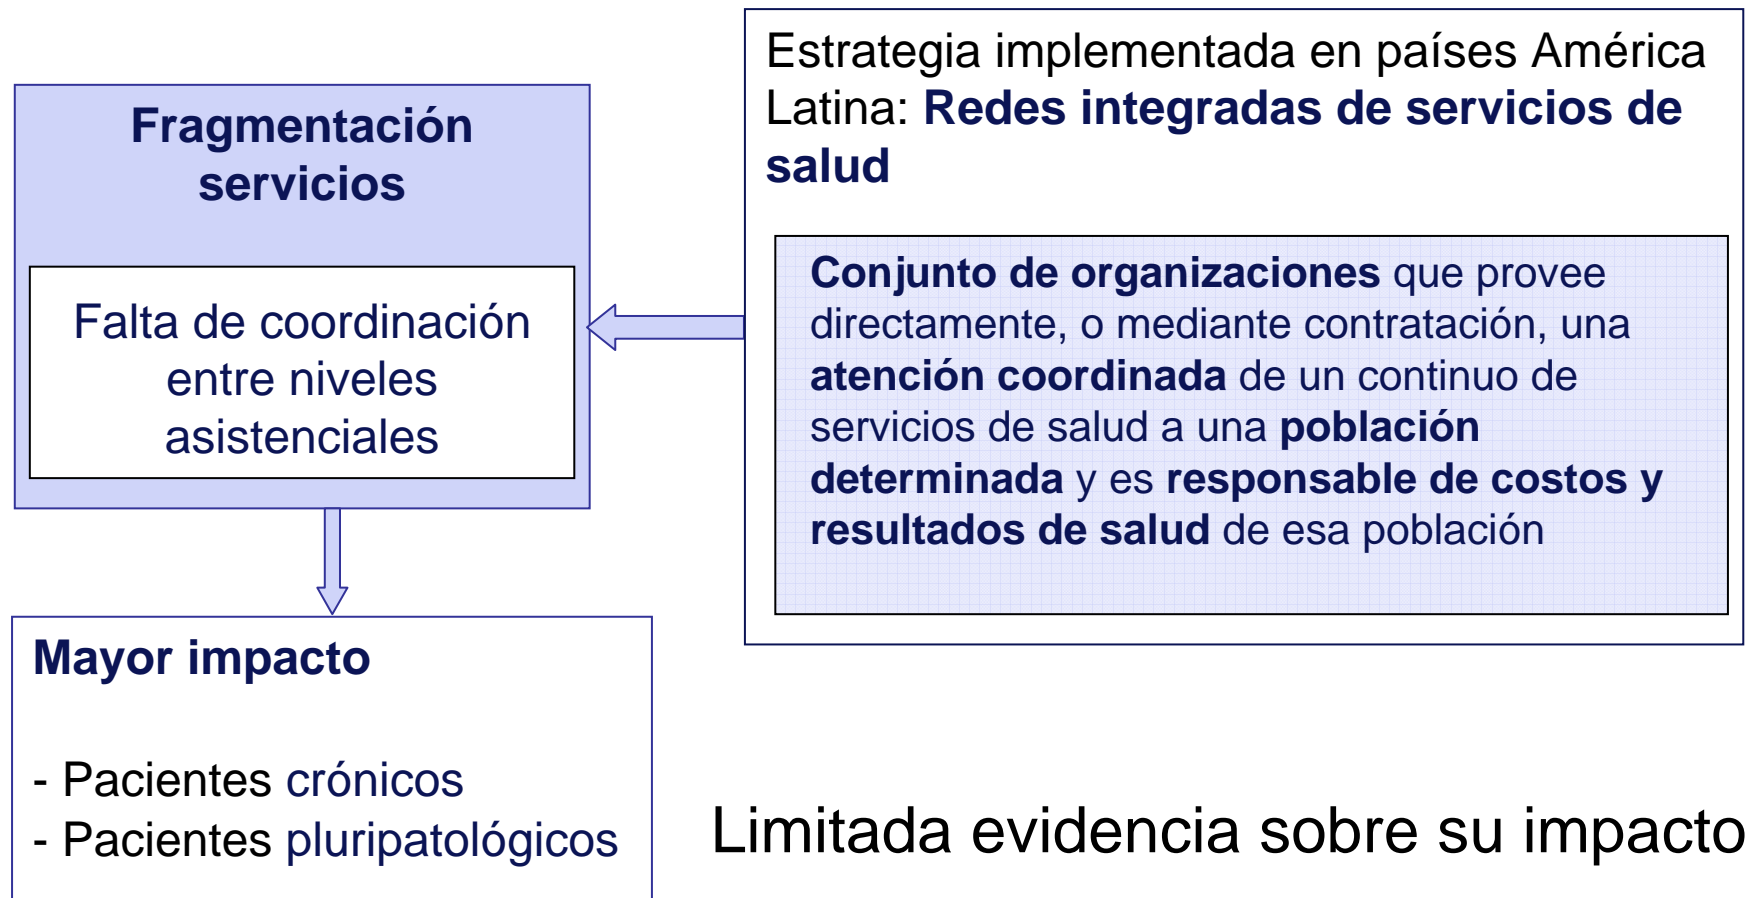 Fragmentación
servicios
Falta de coordinación
entre niveles
asistenciales
Mayor impacto
- Pacientes crónicos
- Pacientes pluripatológicos
Estrategia implementada en países América
Latina: Redes integradas de servicios de
salud
Conjunto de organizaciones que provee
directamente, o mediante contratación, una
atención coordinada de un continuo de
servicios de salud a una población
determinada y es responsable de costos y
resultados de salud de esa población
Limitada evidencia sobre su impacto